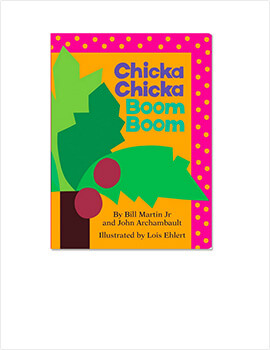 Chicka
Chicka
Boom
Boom
By Bill Martin Jr
and John Archambault
Illustrated by Lois Ehlert